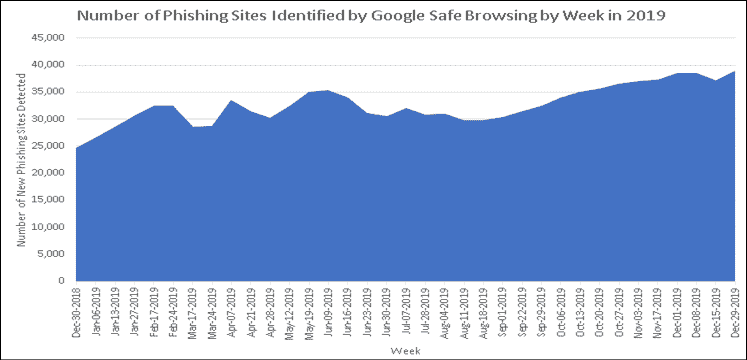 Number of Phishing Sites Identified by Google Safe Browsing by Week in 2019
45,000
40,000
35,000
30,000
25,000
20,000
15,000
10,000
5,000
0
Number of New Phishing Sites Detected
Dec-30-2018
Jan-06-2019
Jan-13-2019
Jan-27-2019
Feb-17-2019
Feb-24-2019
Mar-17-2019
Mar-24-2019
Apr-07-2019
Apr-21-2019
Apr-28-2019
May-12-2019
May-19-2019
Jun-09-2019
Jun-16-2019
Jun-23-2019
Jun-30-2019
Jul-07-2019
Jul-28-2019
Aug-04-2019
Aug-11-2019
Aug-18-2019
Sep-01-2019
Sep-22-2019
Sep-29-2019
Oct-06-2019
Oct-13-2019
Oct-20-2019
Oct-27-2019
Nov-03-2019
Nov-17-2019
Dec-01-2019
Dec-08-2019
Dec-15-2019
Dec-29-2019
Week